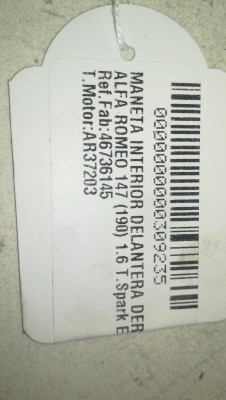 0000000000309235
MANETA INTERIOR DELANTERA DER
ALFA ROMEO 147 (190) 1.6 T.Spark E
Ref.Fab:46736145
T.Motor:AR37203